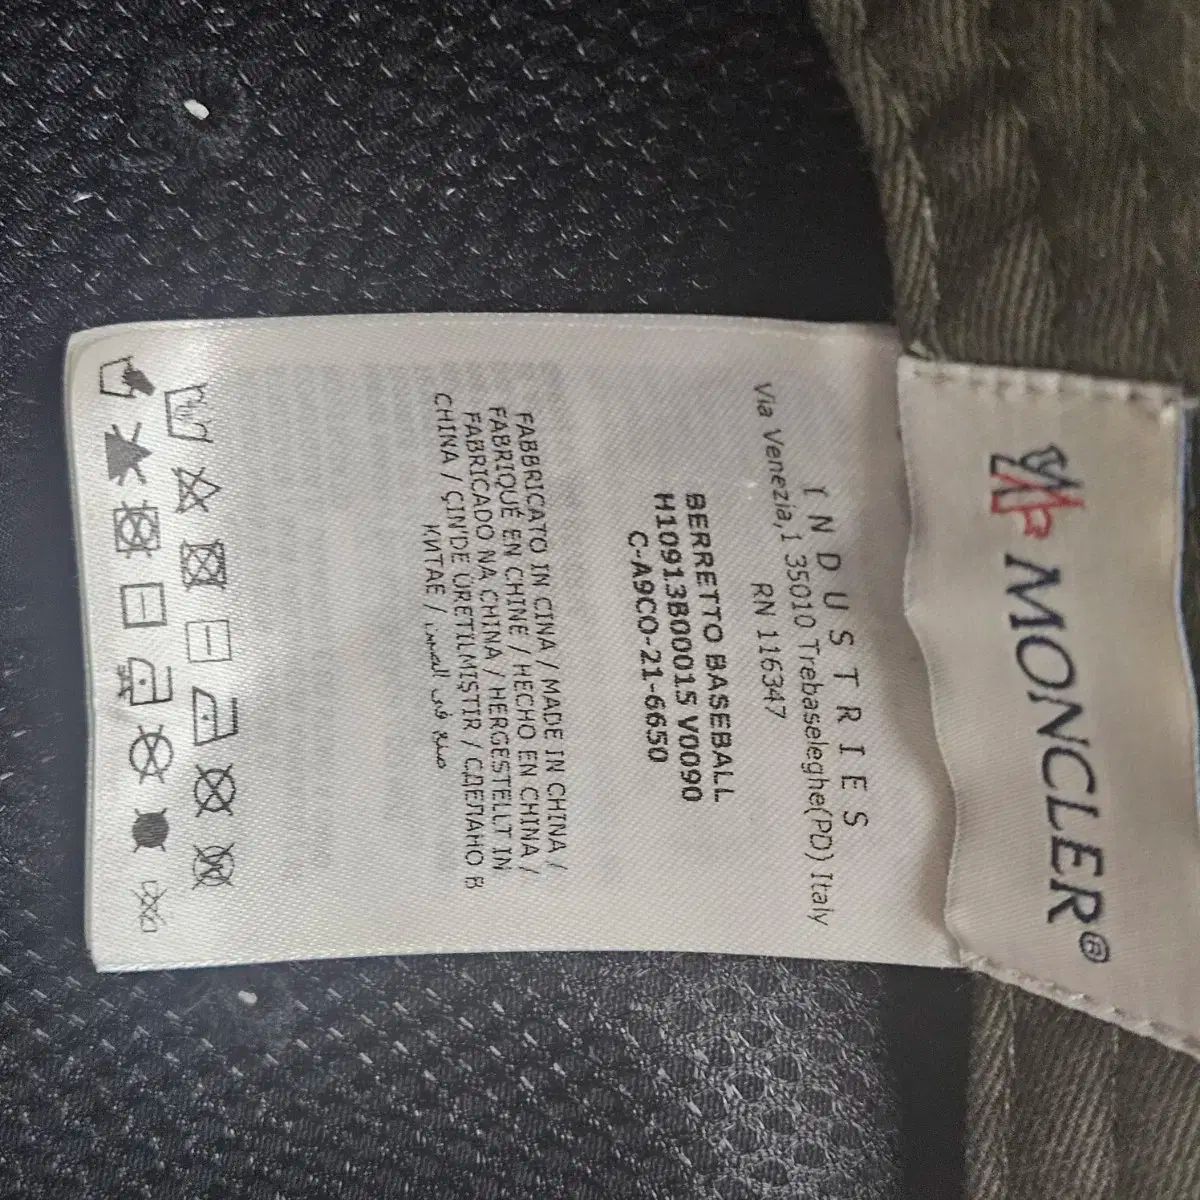 MONCLER®
INDUSTRIES
Via Venezia,1 35010 Trebaseleghe(PD) Italy
RN 116347
BERRETTO BASEBALL
H10913B00015 V0090
C-A9CO-21-6650
FABBRICATO IN CINA / MADE IN CHINA /
FABRIQUÉ EN CHINE / HECHO EN CHINA /
FABRICADO NA CHINA / HERGESTELLT IN
CHINA / ÇIN'DE ÜRETILMIŞTIR / СДЕЛАНО В
КИТАЕ / صنع في الصين